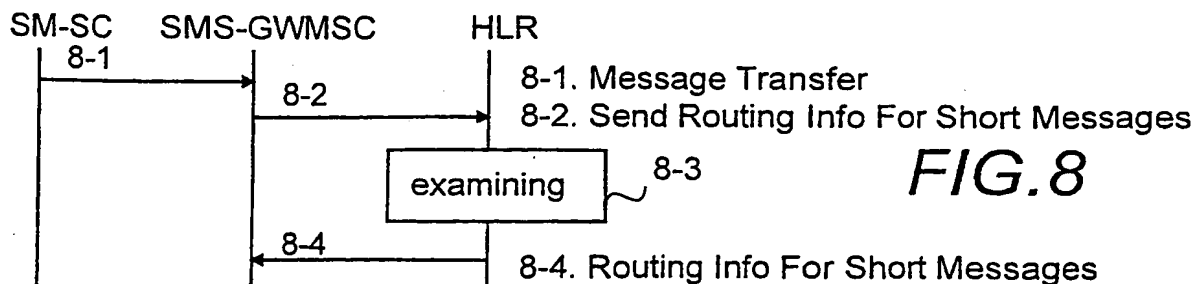 SM-SC SMS-GWMSC HLR
8-1
8-1. Message Transfer
8-2
8-2. Send Routing Info For Short Messages
examining
8-3
FIG.8
8-4
8-4. Routing Info For Short Messages